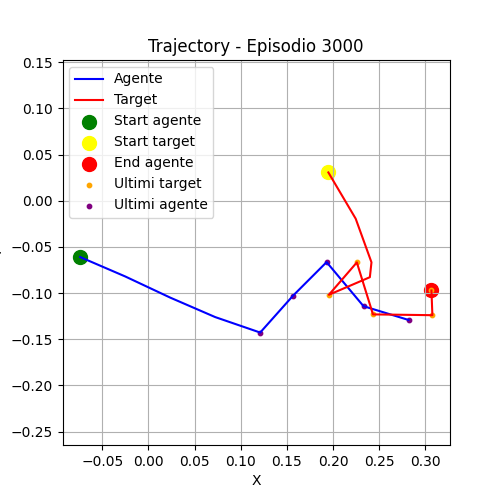 Trajectory - Episodio 3000
Agente
Target
Start agente
Start target
End agente
Ultimi target
Ultimi agente
0.15
0.10
0.05
0.00
−0.05
−0.10
−0.15
−0.20
−0.25
−0.05 0.00 0.05 0.10 0.15 0.20 0.25 0.30
X